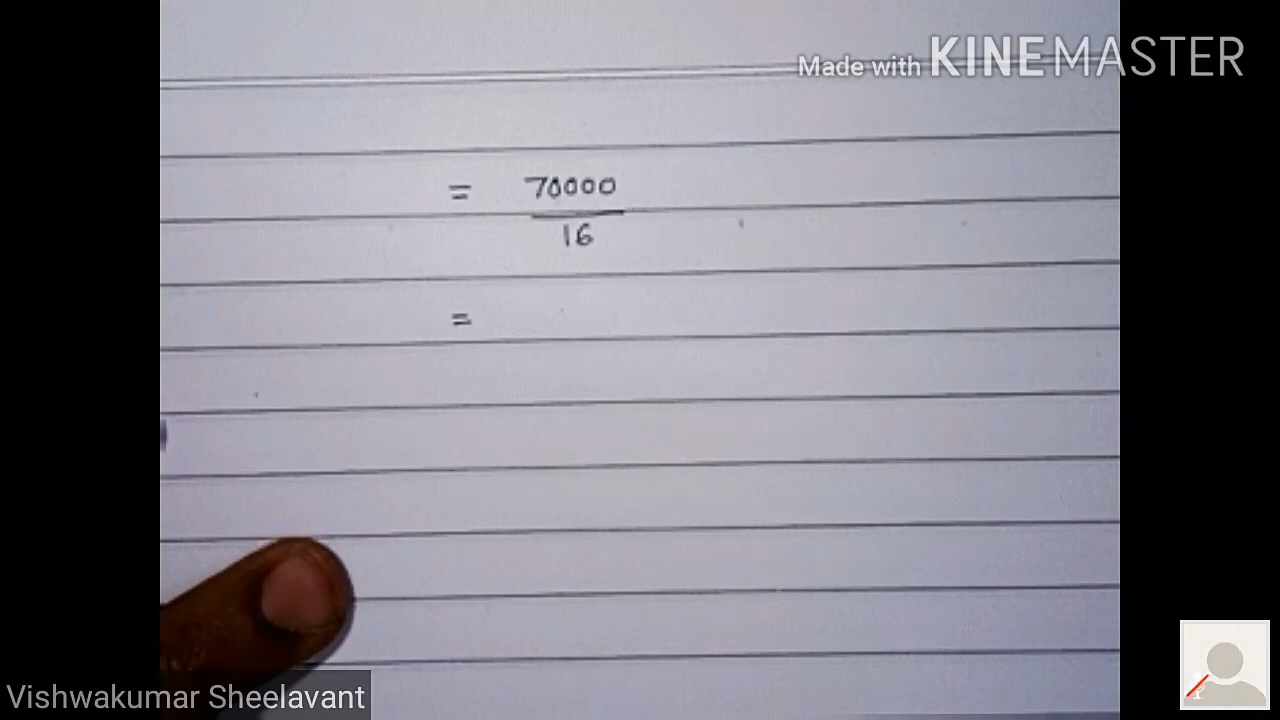 Made with KINEMASTER
= 70000
16
=
Vishwakumar Sheelavant